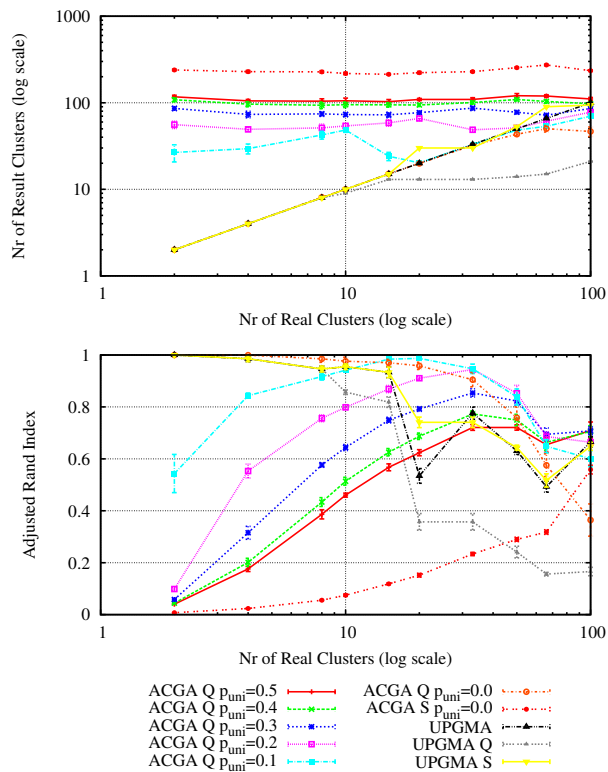 1000
100
10
1
Nr of Result Clusters (log scale)
1 10 100
Nr of Real Clusters (log scale)
1
0.8
0.6
0.4
0.2
0
Adjusted Rand Index
1 10 100
Nr of Real Clusters (log scale)
ACGA Q puni=0.5
ACGA Q puni=0.4
ACGA Q puni=0.3
ACGA Q puni=0.2
ACGA Q puni=0.1
ACGA Q puni=0.0
ACGA S puni=0.0
UPGMA
UPGMA Q
UPGMA S